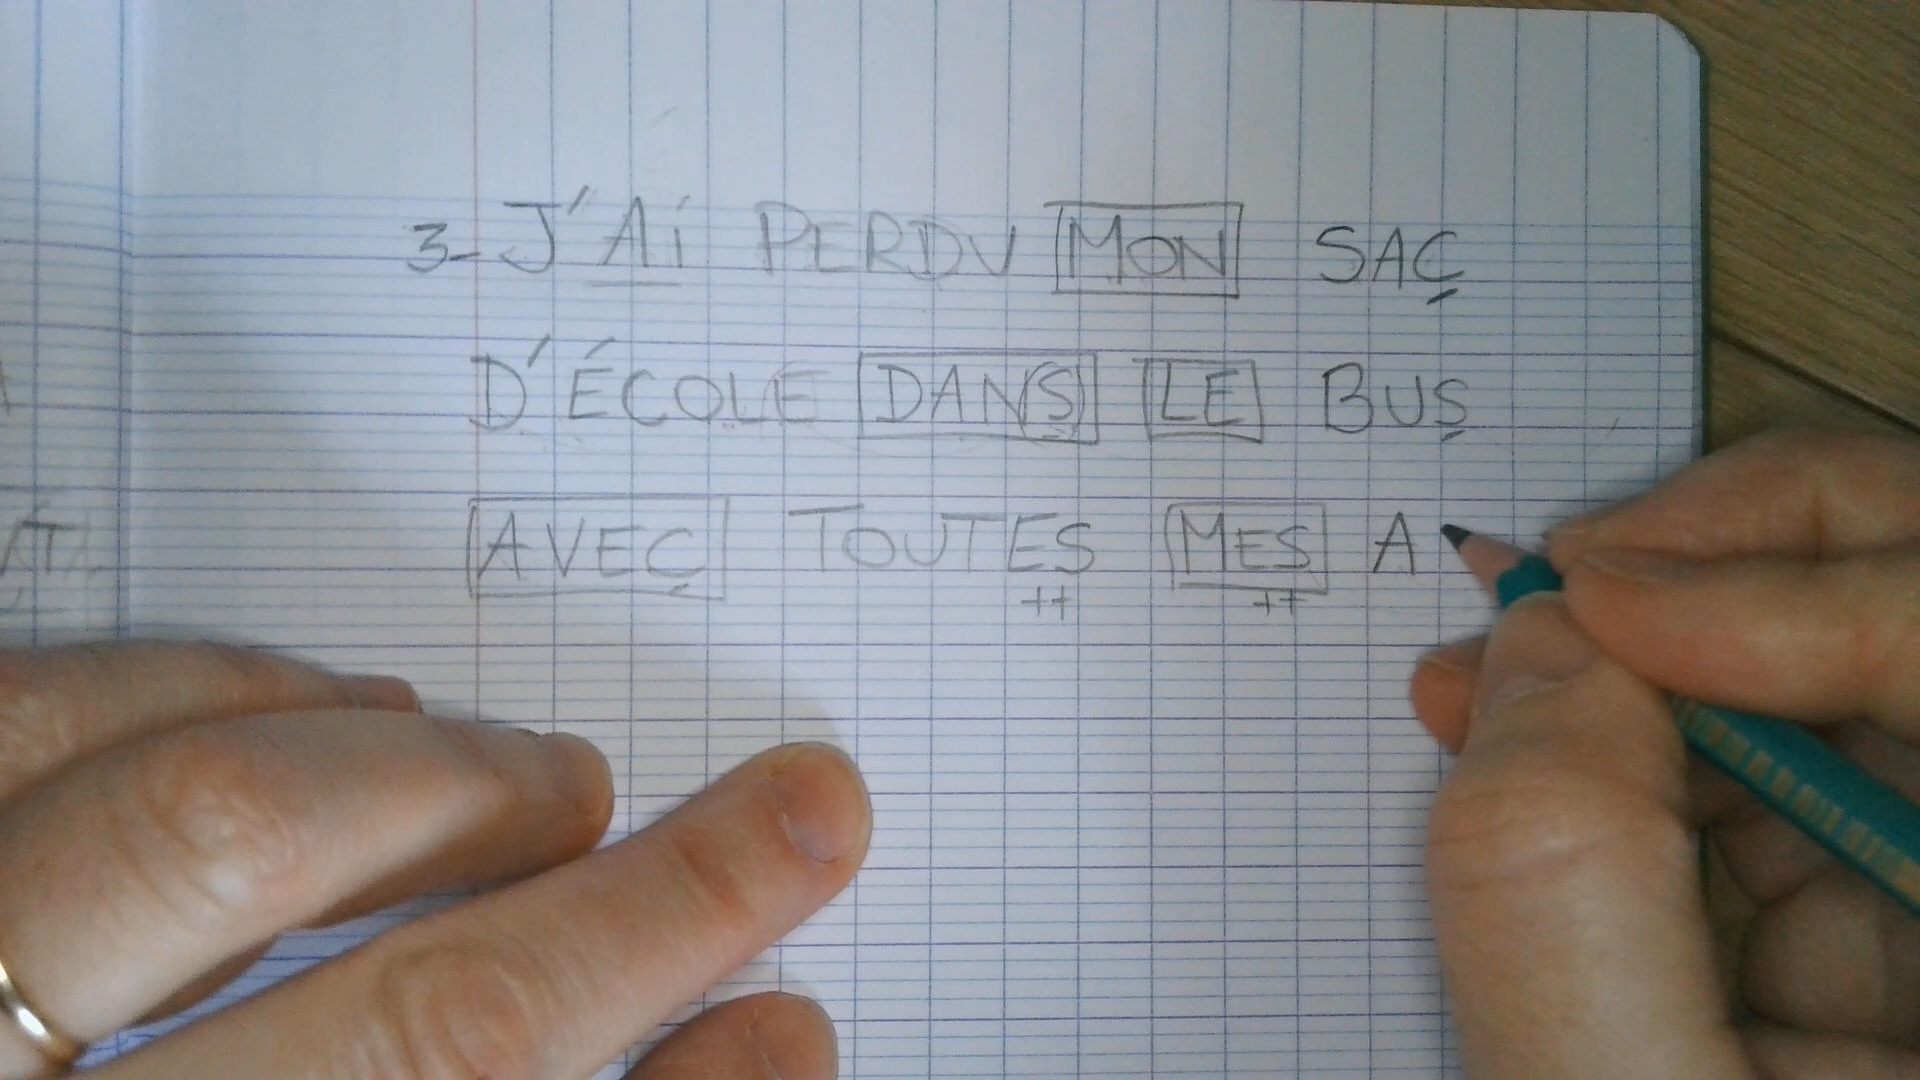 3- J'Ai PERDU MON SAC
D'ÉCOLE DANS LE BUS
AVEC TOUTES MES A
++ ++